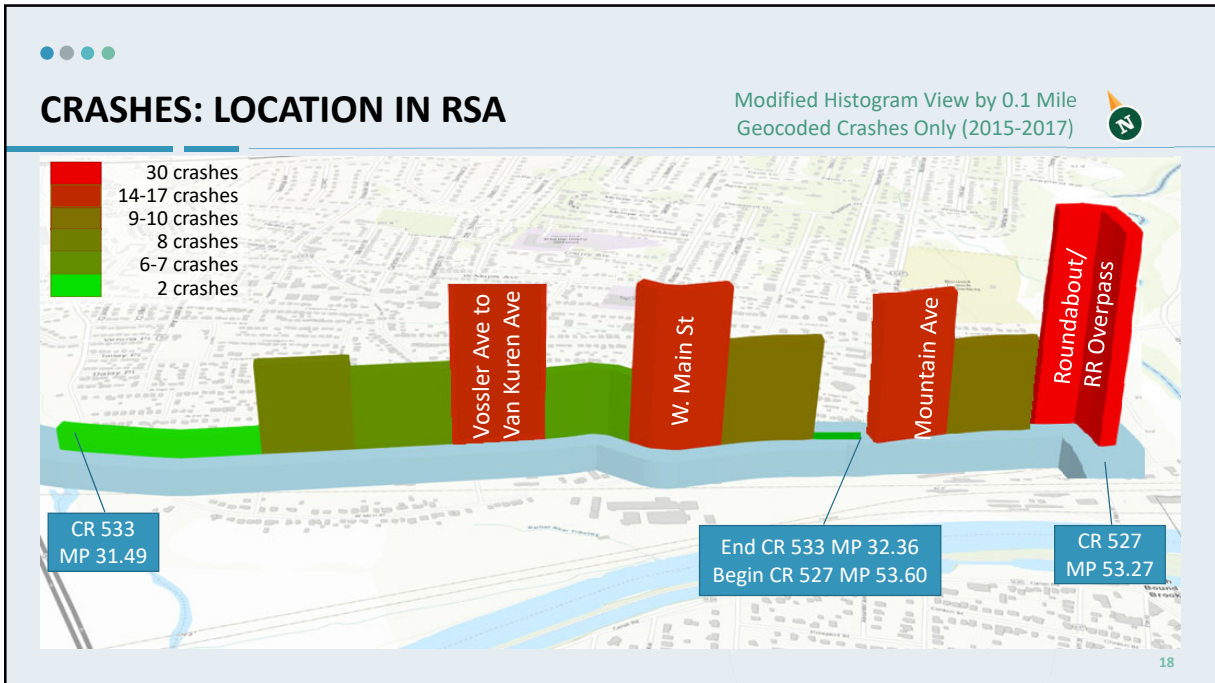 CRASHES: LOCATION IN RSA
Modified Histogram View by 0.1 Mile
Geocoded Crashes Only (2015-2017)
N
30 crashes
14-17 crashes
9-10 crashes
8 crashes
6-7 crashes
2 crashes
Vossler Ave to
Van Kuren Ave
W. Main St
Mountain Ave
Roundabout/
RR Overpass
CR 533
MP 31.49
End CR 533 MP 32.36
Begin CR 527 MP 53.60
CR 527
MP 53.27
Bound
Brook
18